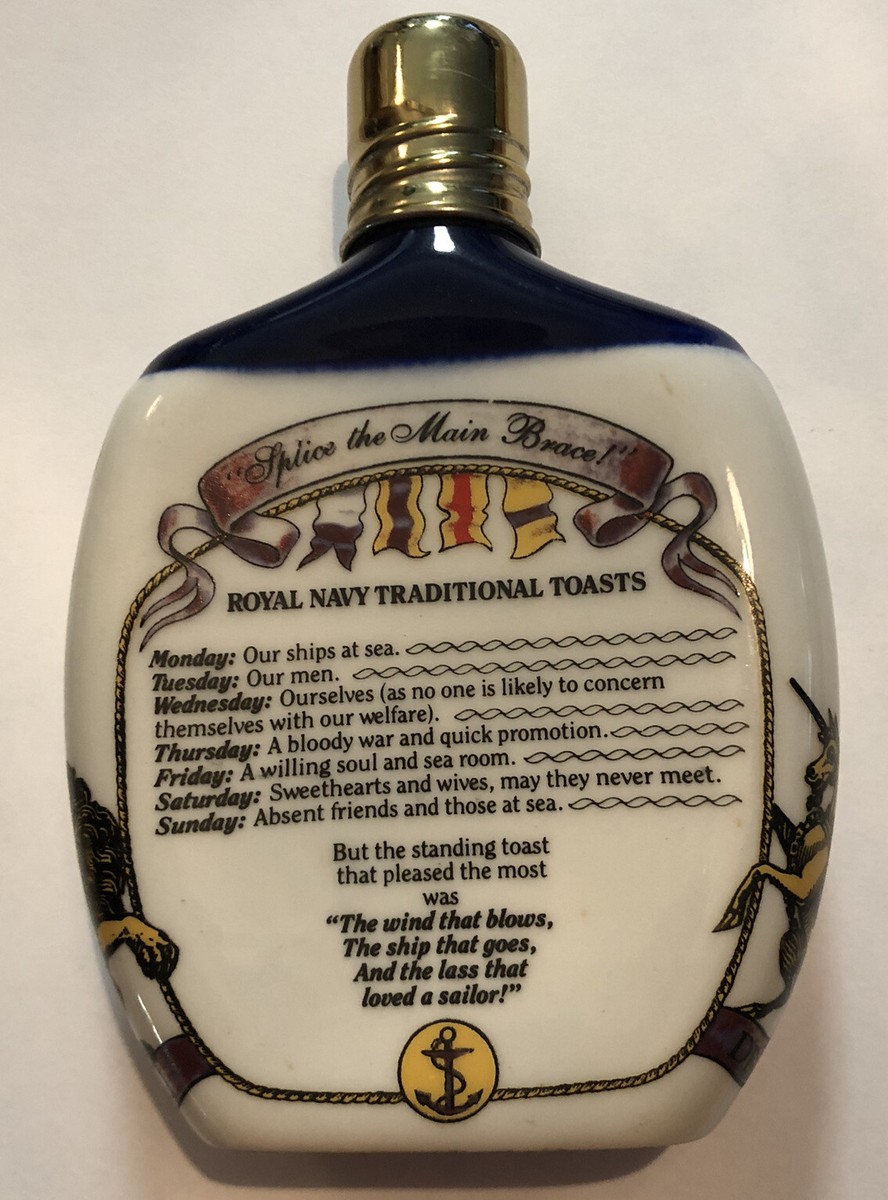 "Splice the Main Brace!"
ROYAL NAVY TRADITIONAL TOASTS
Monday: Our ships at sea.
Tuesday: Our men.
Wednesday: Ourselves (as no one is likely to concern
themselves with our welfare).
Thursday: A bloody war and quick promotion.
Friday: A willing soul and sea room.
Saturday: Sweethearts and wives, may they never meet.
Sunday: Absent friends and those at sea.
But the standing toast
that pleased the most
was
“The wind that blows,
The ship that goes,
And the lass that
loved a sailor!”